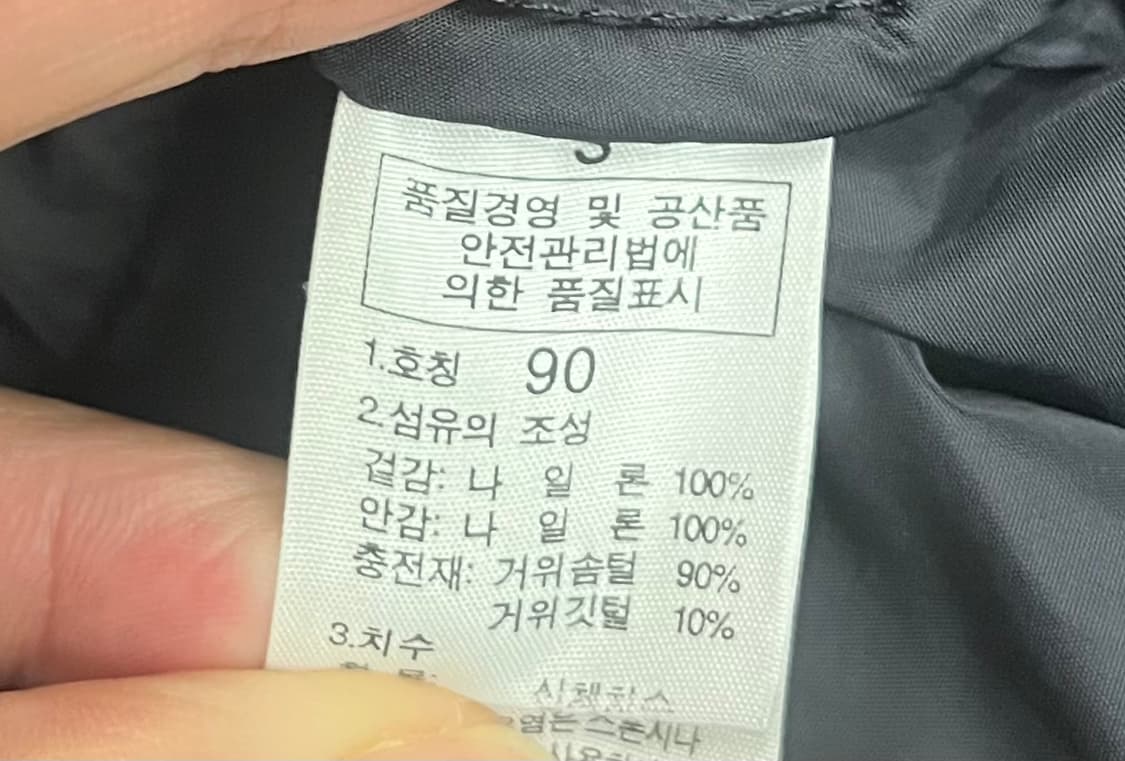 품질경영 및 공산품
안전관리법에
의한 품질표시
1.호칭 90
2.섬유의 조성
겉감: 나 일 론 100%
안감: 나 일 론 100%
충전재: 거위솜털 90%
거위깃털 10%
3.치수